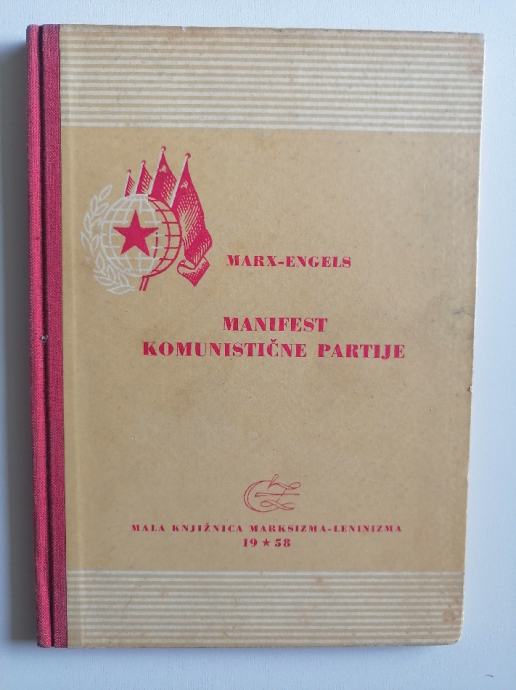 MARX-ENGELS
MANIFEST
KOMUNISTIČNE PARTIJE
MALA KNJIŽNICA MARKSIZMA-LENINIZMA
19★58